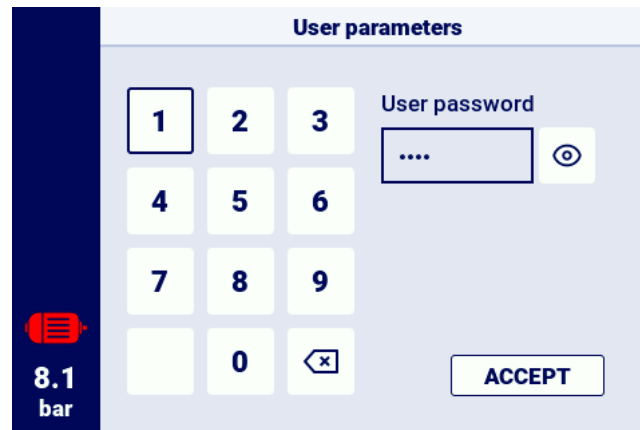 User parameters
1 2 3
User password
••••
4 5 6
7 8 9
0
ACCEPT
8.1
bar